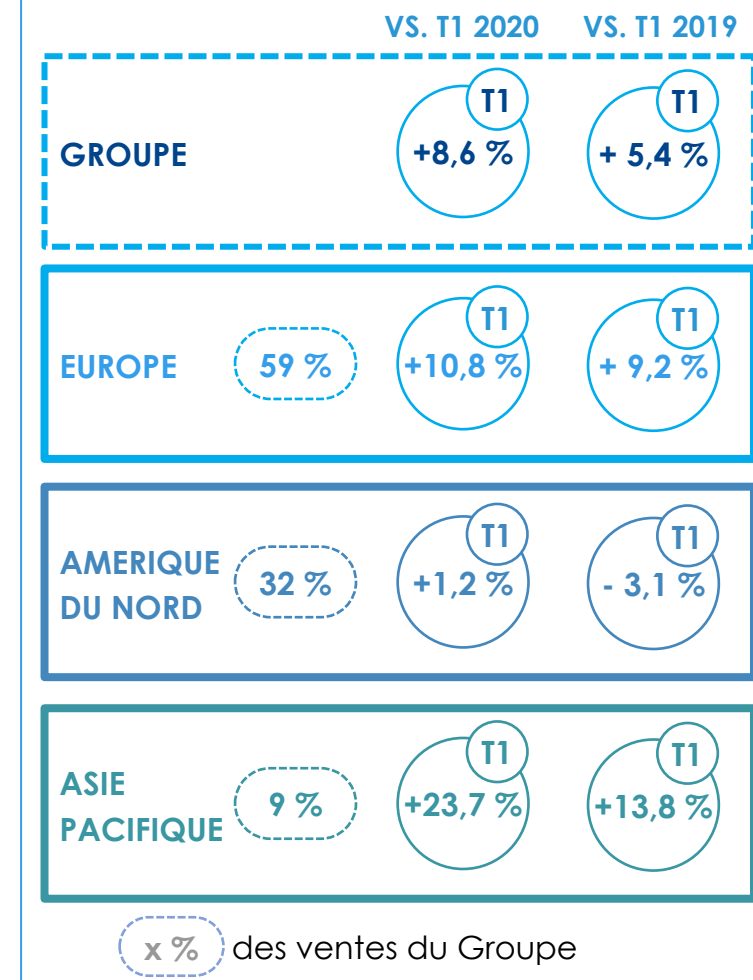 VS. T1 2020 VS. T1 2019
T1 T1
GROUPE +8,6 % + 5,4 %
T1 T1
EUROPE 59 % +10,8 % + 9,2 %
T1 T1
AMERIQUE
DU NORD 32 % +1,2 % - 3,1 %
T1 T1
ASIE
PACIFIQUE 9 % +23,7 % +13,8 %
x % des ventes du Groupe